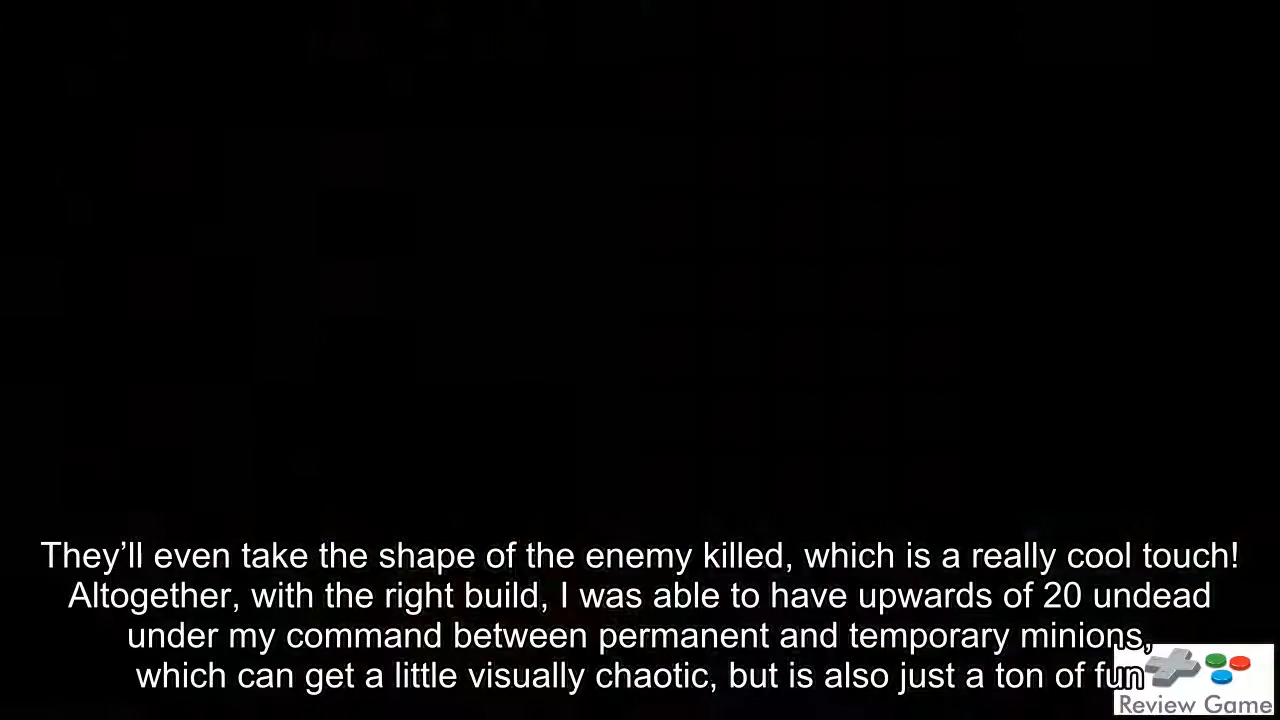 They’ll even take the shape of the enemy killed, which is a really cool touch!
Altogether, with the right build, I was able to have upwards of 20 undead
under my command between permanent and temporary minions,
which can get a little visually chaotic, but is also just a ton of fun
Review Game